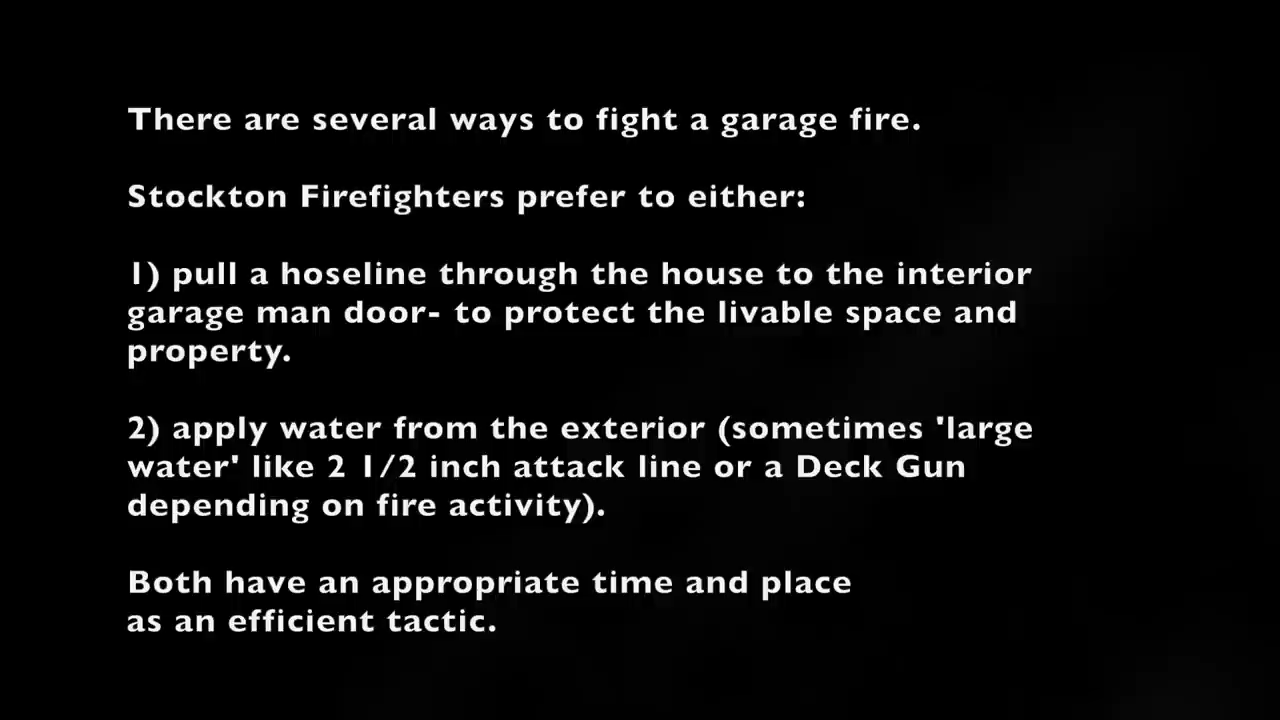 There are several ways to fight a garage fire.
Stockton Firefighters prefer to either:
1) pull a hoseline through the house to the interior
garage man door- to protect the livable space and
property.
2) apply water from the exterior (sometimes 'large
water' like 2 1/2 inch attack line or a Deck Gun
depending on fire activity).
Both have an appropriate time and place
as an efficient tactic.